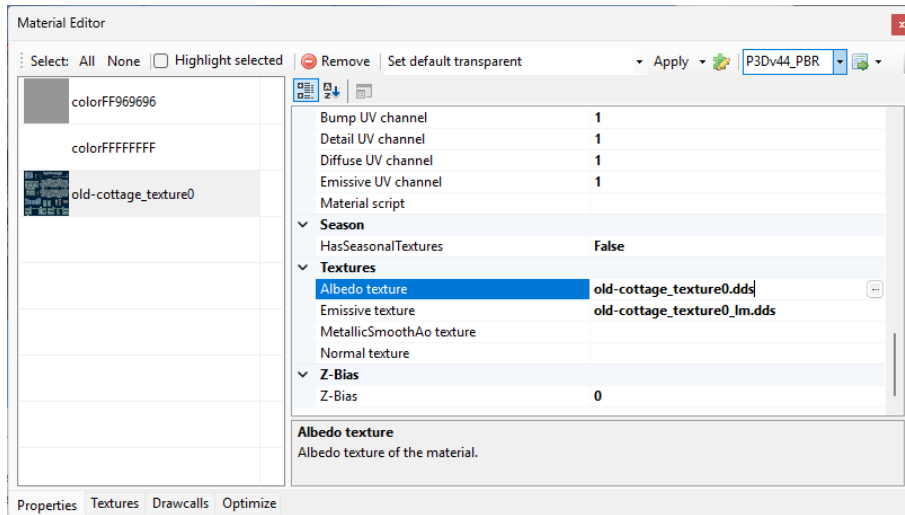 Material Editor
x
Select: All None Highlight selected Remove Set default transparent Apply P3Dv44_PBR
colorFF969696
colorFFFFFFFF
old-cottage_texture0
Bump UV channel 1
Detail UV channel 1
Diffuse UV channel 1
Emissive UV channel 1
Material script
Season
HasSeasonalTextures False
Textures
Albedo texture old-cottage_texture0.dds ...
Emissive texture old-cottage_texture0_lm.dds
MetallicSmoothAo texture
Normal texture
Z-Bias
Z-Bias 0
Albedo texture
Albedo texture of the material.
Properties Textures Drawcalls Optimize